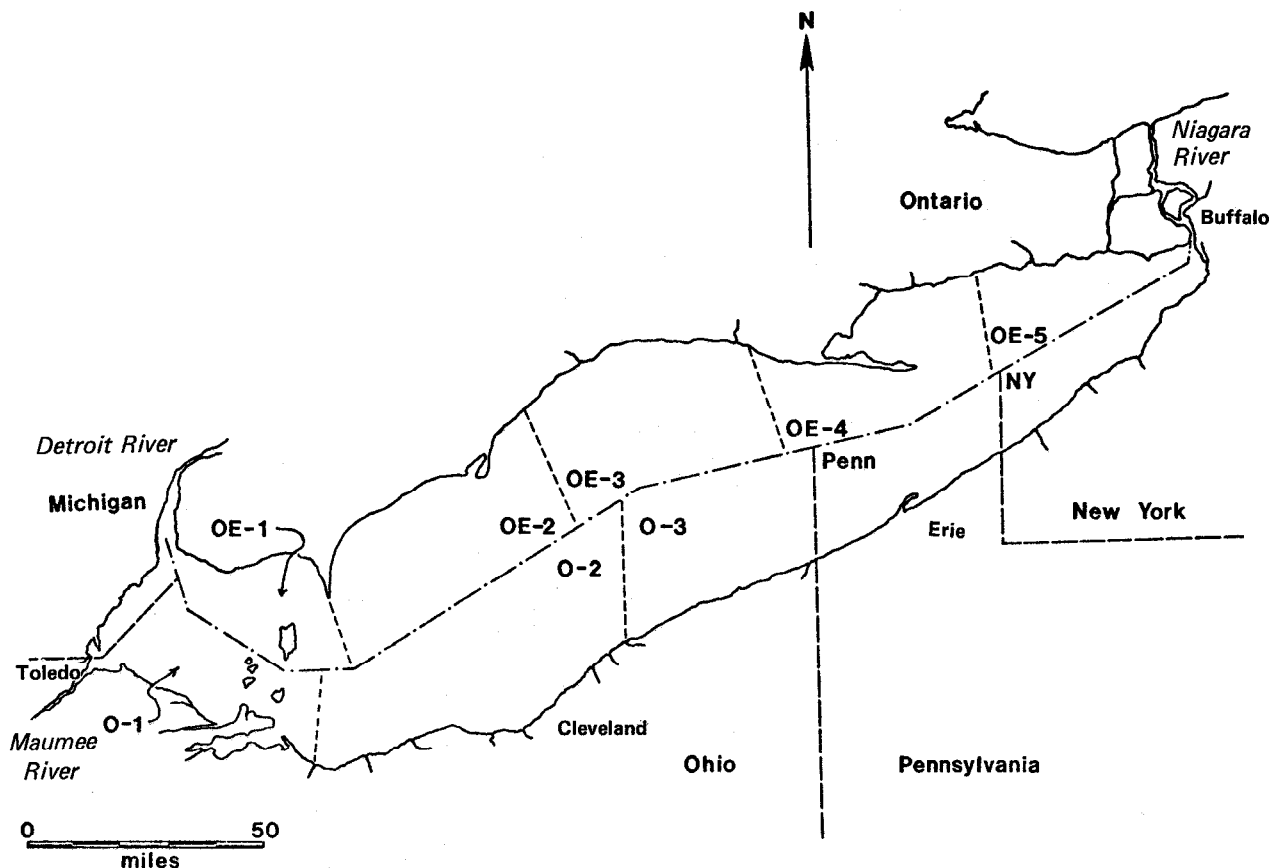 N
Niagara
River
Ontario
Buffalo
OE-5
NY
Detroit River
OE-4
Penn
Michigan
OE-3
OE-1
OE-2
O-3
New York
Erie
O-2
Toledo
O-1
Cleveland
Maumee
River
Ohio
Pennsylvania
0 50
miles